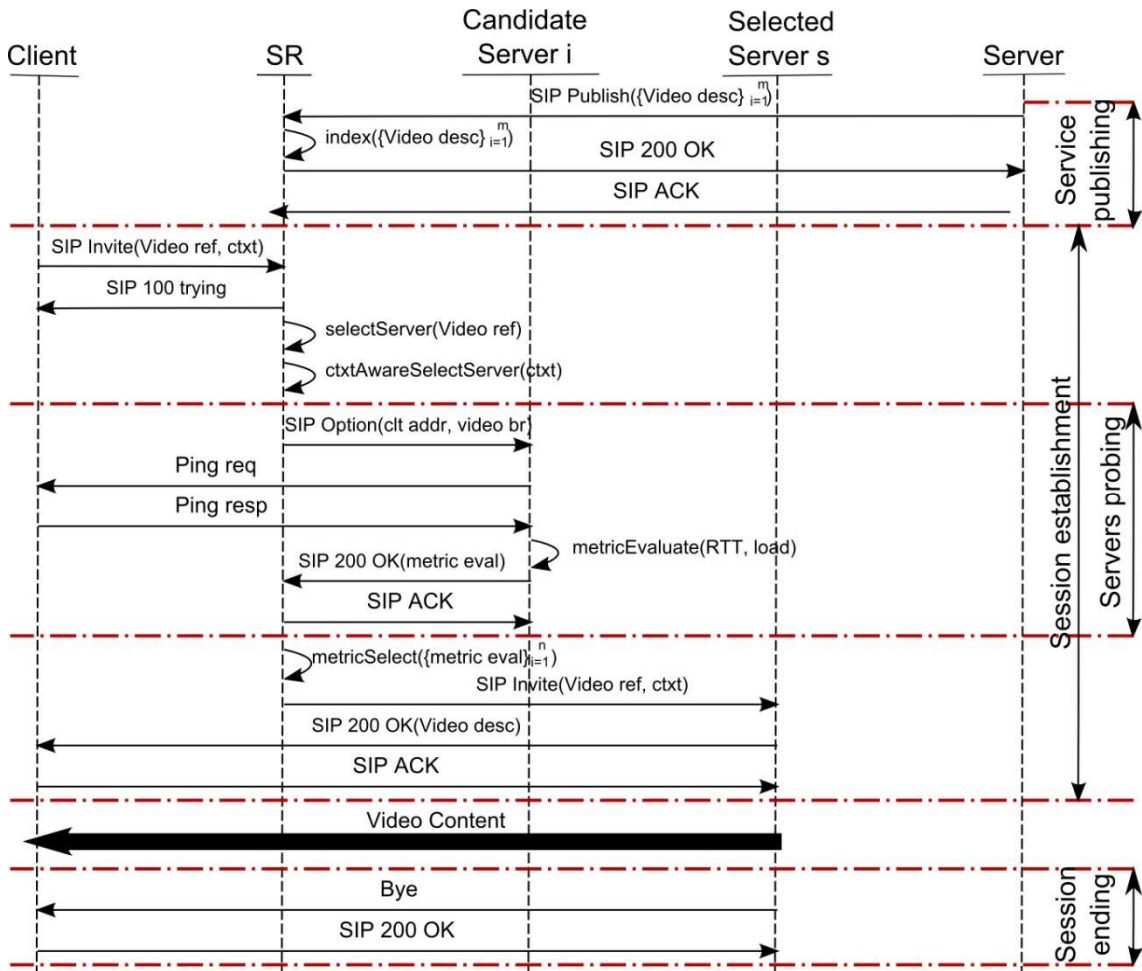 Client
SR
Candidate
Server i
Selected
Server s
Server
SIP Publish({Video desc} m i=1)
index({Video desc} m i=1)
SIP 200 OK
SIP ACK
Service
publishing
SIP Invite(Video ref, ctxt)
SIP 100 trying
selectServer(Video ref)
ctxtAwareSelectServer(ctxt)
Session establishment
SIP Option(clt addr, video br)
Ping req
Ping resp
metricEvaluate(RTT, load)
SIP 200 OK(metric eval)
SIP ACK
Servers probing
metricSelect({metric eval} n i=1)
SIP Invite(Video ref, ctxt)
SIP 200 OK(Video desc)
SIP ACK
Video Content
Bye
SIP 200 OK
Session
ending